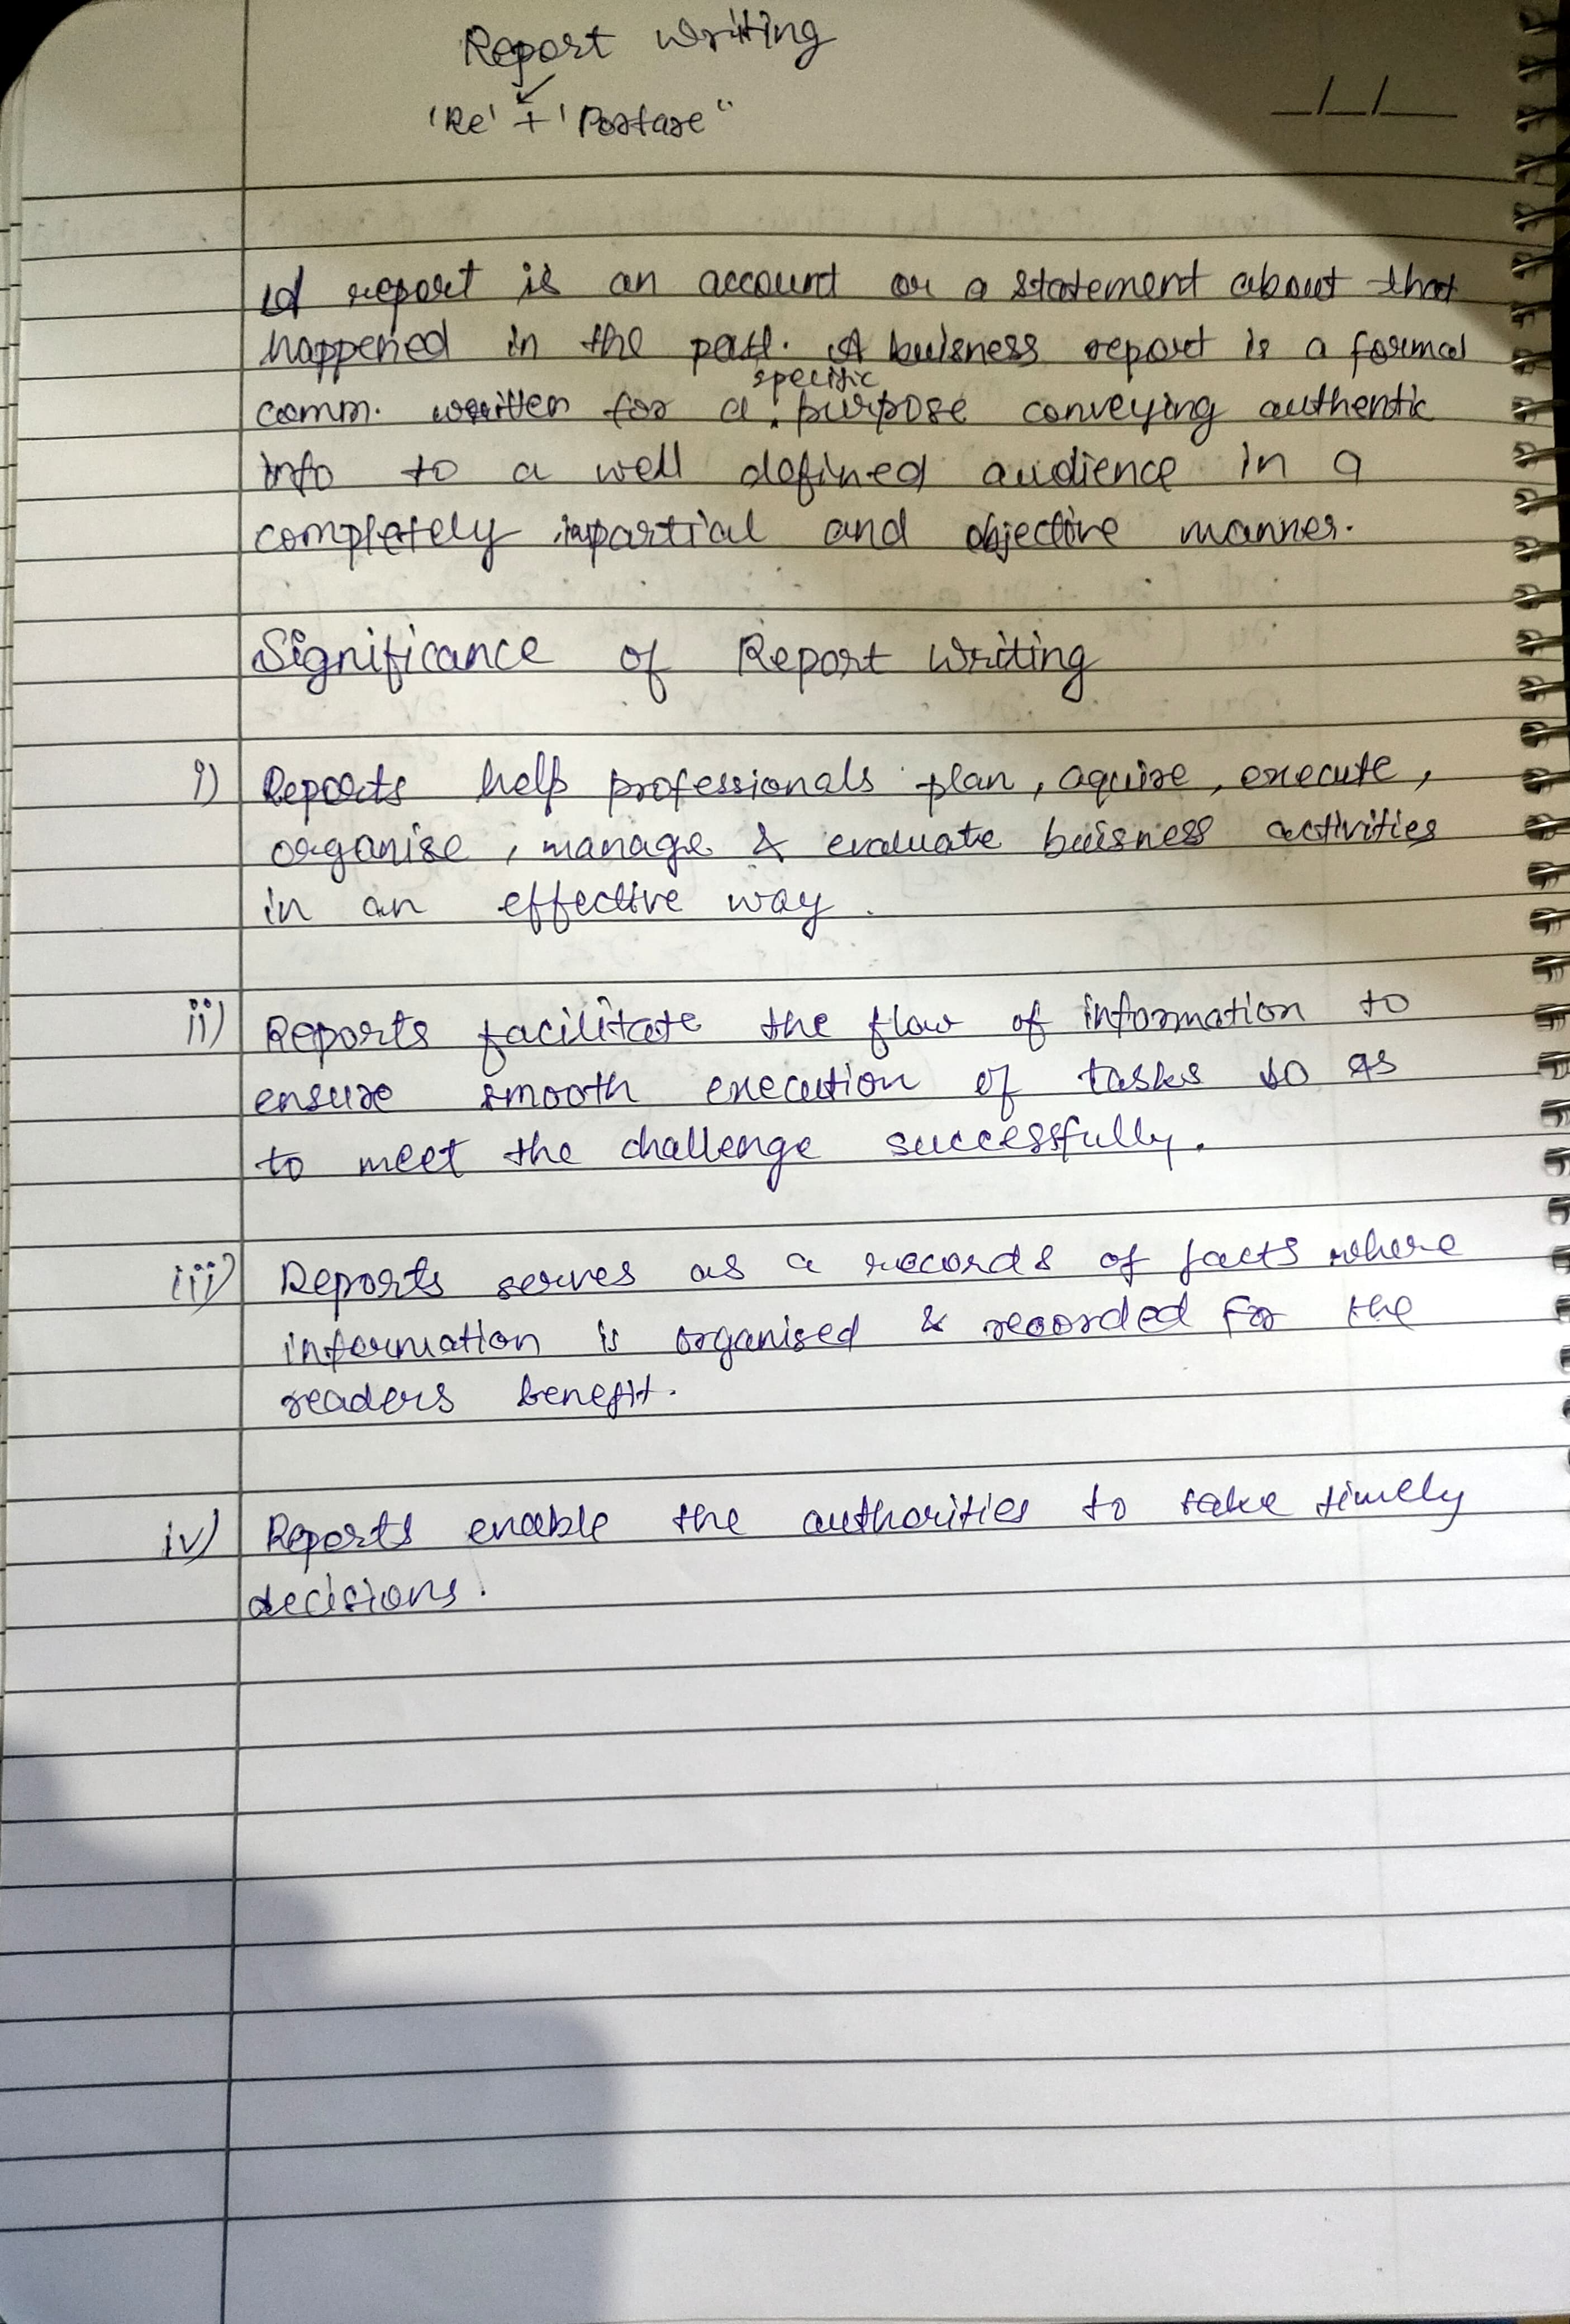 Report Writing
'Re' + 'Portare"
_/_/_
A report is an account or a statement about that
happened in the past. A buisness report is a formal
specific
comm. written for a purpose conveying authentic
info to a well defined audience in a
completely impartial and objective manner.
Significance of Report Writing
i) Reports help professionals plan, aquire, execute,
organise, manage & evaluate buisness activities
in an effective way.
ii) Reports facilitate the flow of information to
ensure smooth execution of tasks so as
to meet the challenge successfully.
iii) Reports serves as a records of facts where
information is organised & recorded for the
readers benefit.
iv) Reports enable the authorities to take timely
decisions.